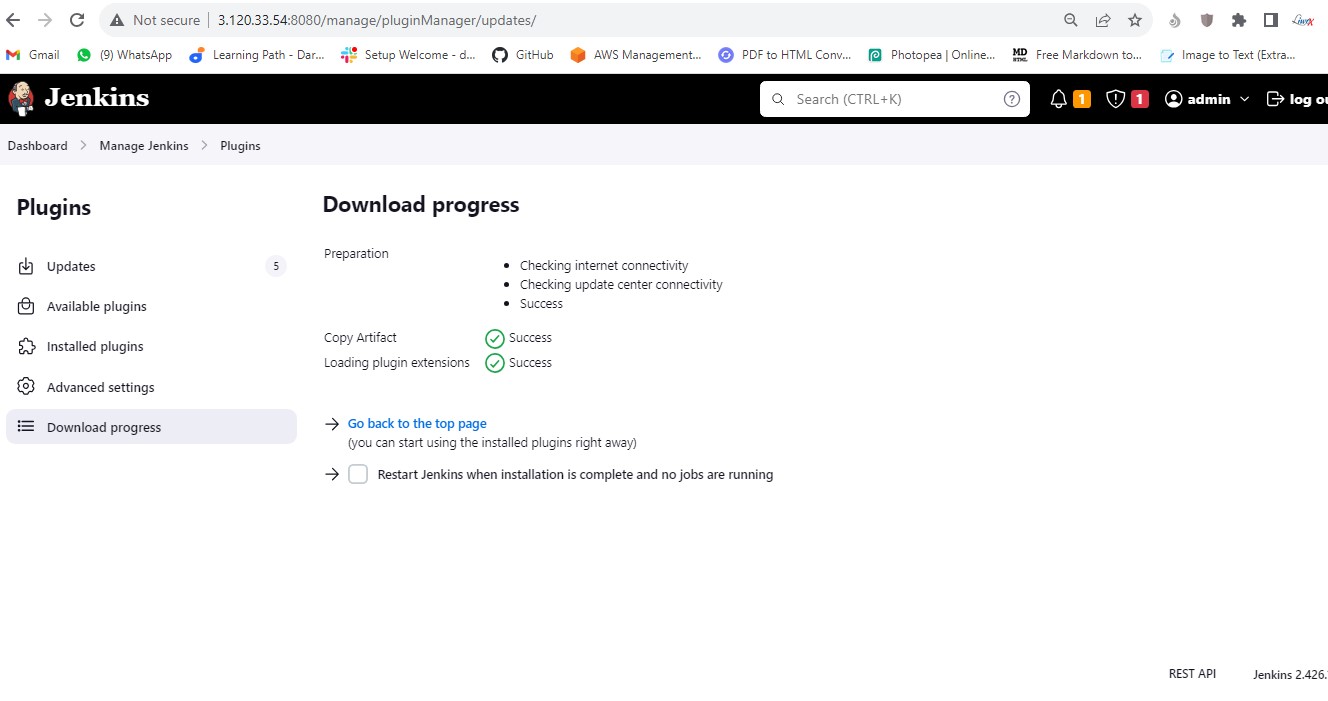 Not secure 3.120.33.54:8080/manage/pluginManager/updates/
Gmail (9) WhatsApp Learning Path - Dar... Setup Welcome - d... GitHub AWS Management... PDF to HTML Conv... Photopea | Online... MD HTML Free Markdown to... Image to Text (Extra...
Jenkins Search (CTRL+K) 1 1 admin log ou
Dashboard Manage Jenkins Plugins
Plugins
Updates 5
Available plugins
Installed plugins
Advanced settings
Download progress
Download progress
Preparation
Checking internet connectivity
Checking update center connectivity
Success
Copy Artifact Success
Loading plugin extensions Success
Go back to the top page
(you can start using the installed plugins right away)
Restart Jenkins when installation is complete and no jobs are running
REST API Jenkins 2.426.